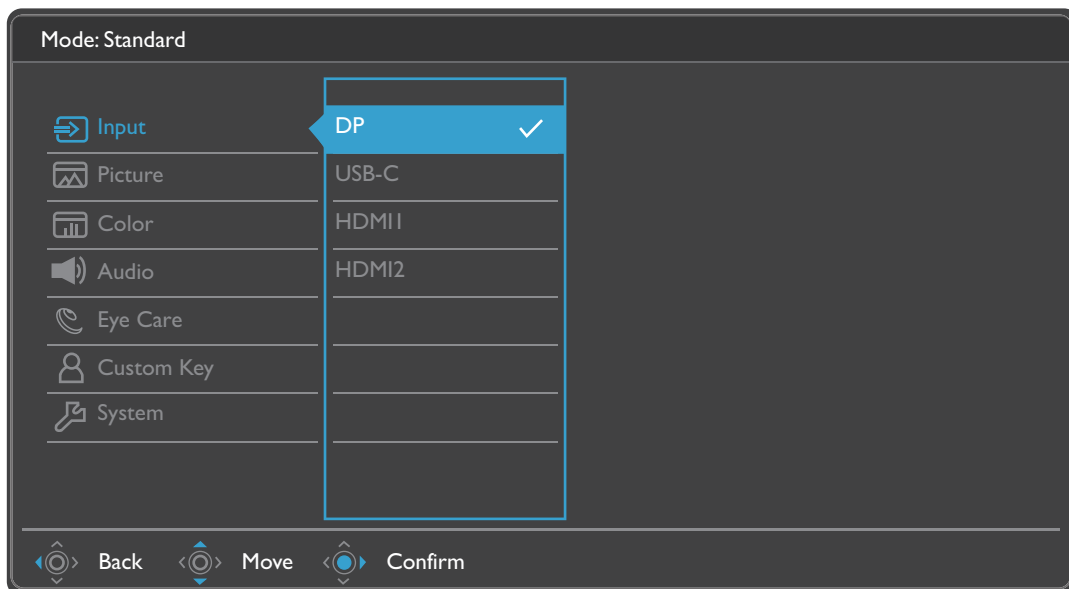 Mode: Standard
Input
Picture
Color
Audio
Eye Care
Custom Key
System
DP
USB-C
HDMI1
HDMI2
Back Move Confirm